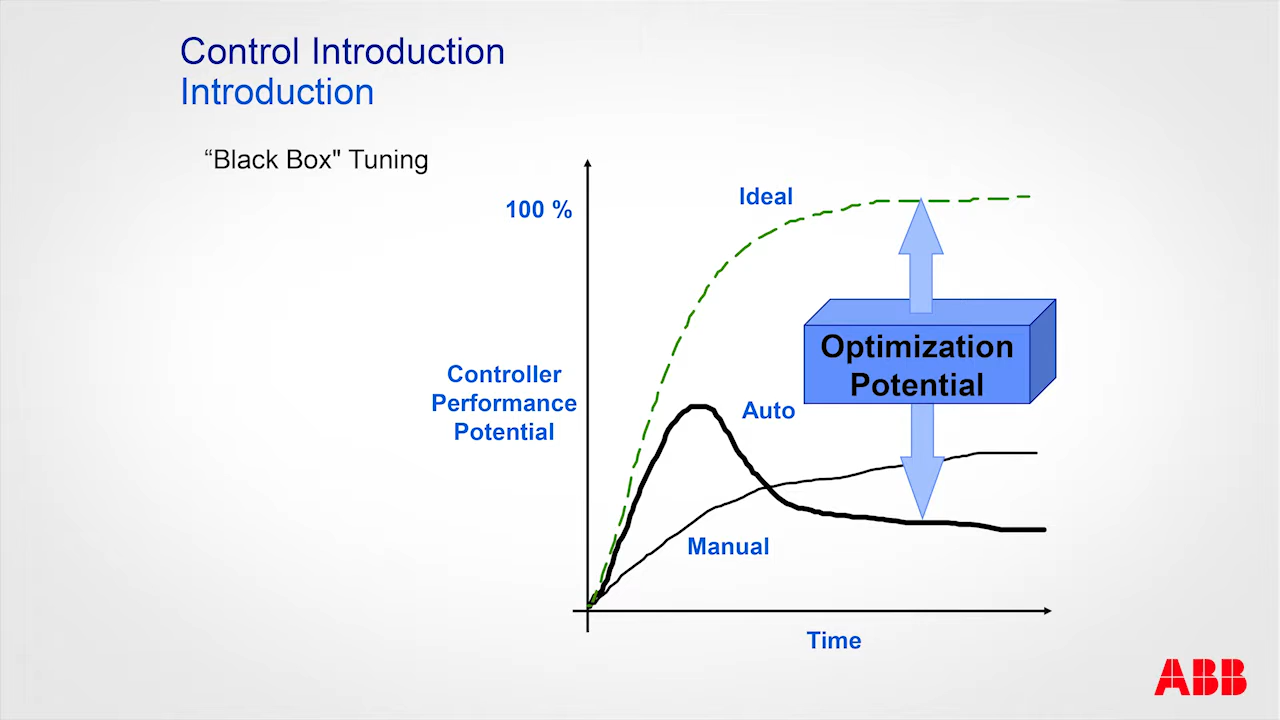 Control Introduction
Introduction
“Black Box" Tuning
100 %
Ideal
Optimization
Potential
Controller
Performance
Potential
Auto
Manual
Time
ABB